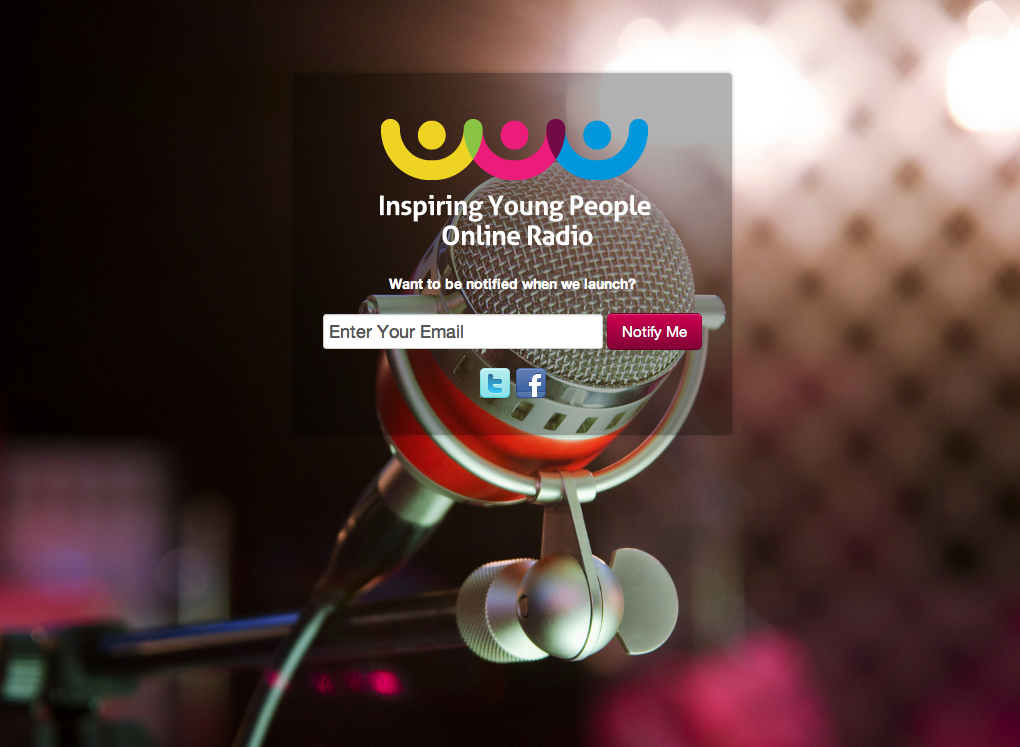 Inspiring Young People
Online Radio
Want to be notified when we launch?
Enter Your Email
Notify Me
t f